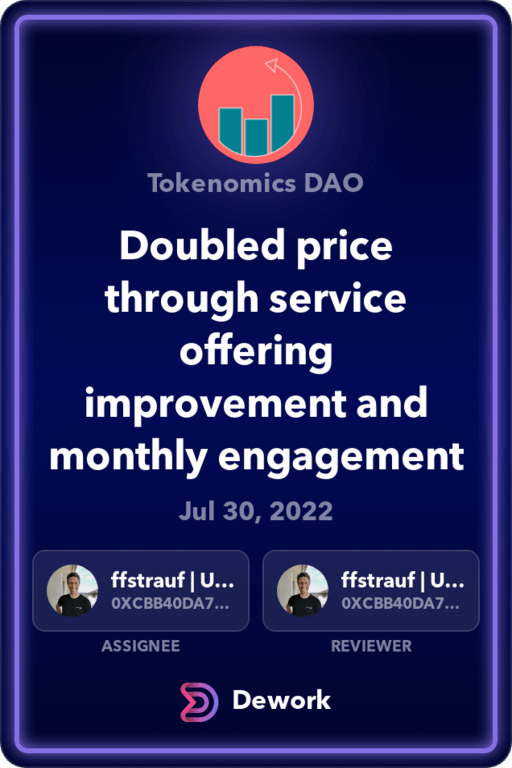 Tokenomics DAO
Doubled price
through service
offering
improvement and
monthly engagement
Jul 30, 2022
ffstrauf | U...
0XCBB40DA7...
ffstrauf | U...
0XCBB40DA7...
ASSIGNEE
REVIEWER
Dework